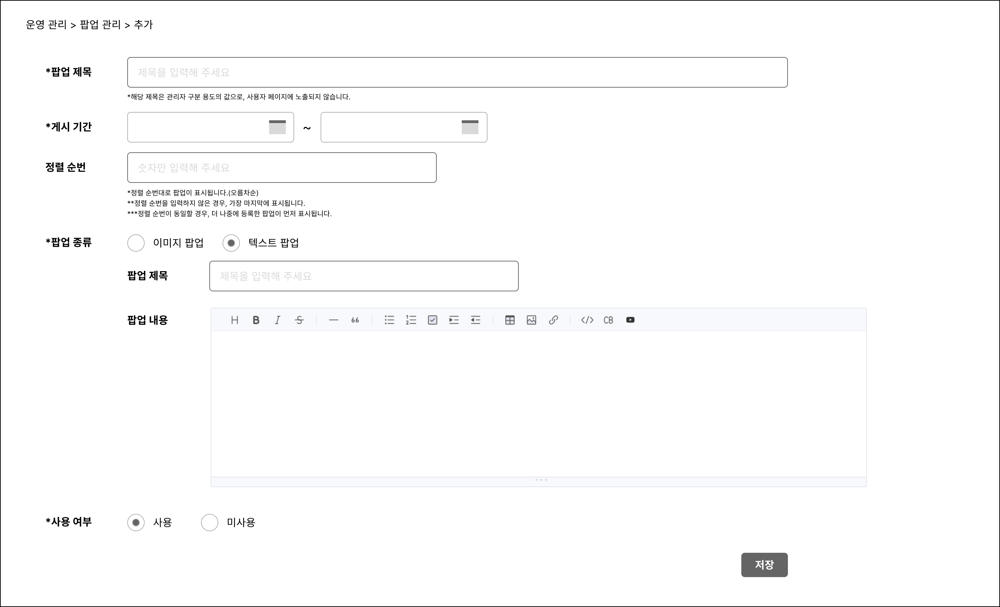 운영 관리 > 팝업 관리 > 추가
*팝업 제목
제목을 입력해 주세요
*해당 제목은 관리자 구분 용도의 값으로, 사용자 페이지에 노출되지 않습니다.
*게시 기간
~
정렬 순번
숫자만 입력해 주세요
*정렬 순번대로 팝업이 표시됩니다.(오름차순)
**정렬 순번을 입력하지 않은 경우, 가장 마지막에 표시됩니다.
***정렬 순번이 동일할 경우, 더 나중에 등록한 팝업이 먼저 표시됩니다.
*팝업 종류
이미지 팝업
텍스트 팝업
팝업 제목
제목을 입력해 주세요
팝업 내용
H B I S — 66 </> CB
*사용 여부
사용
미사용
저장